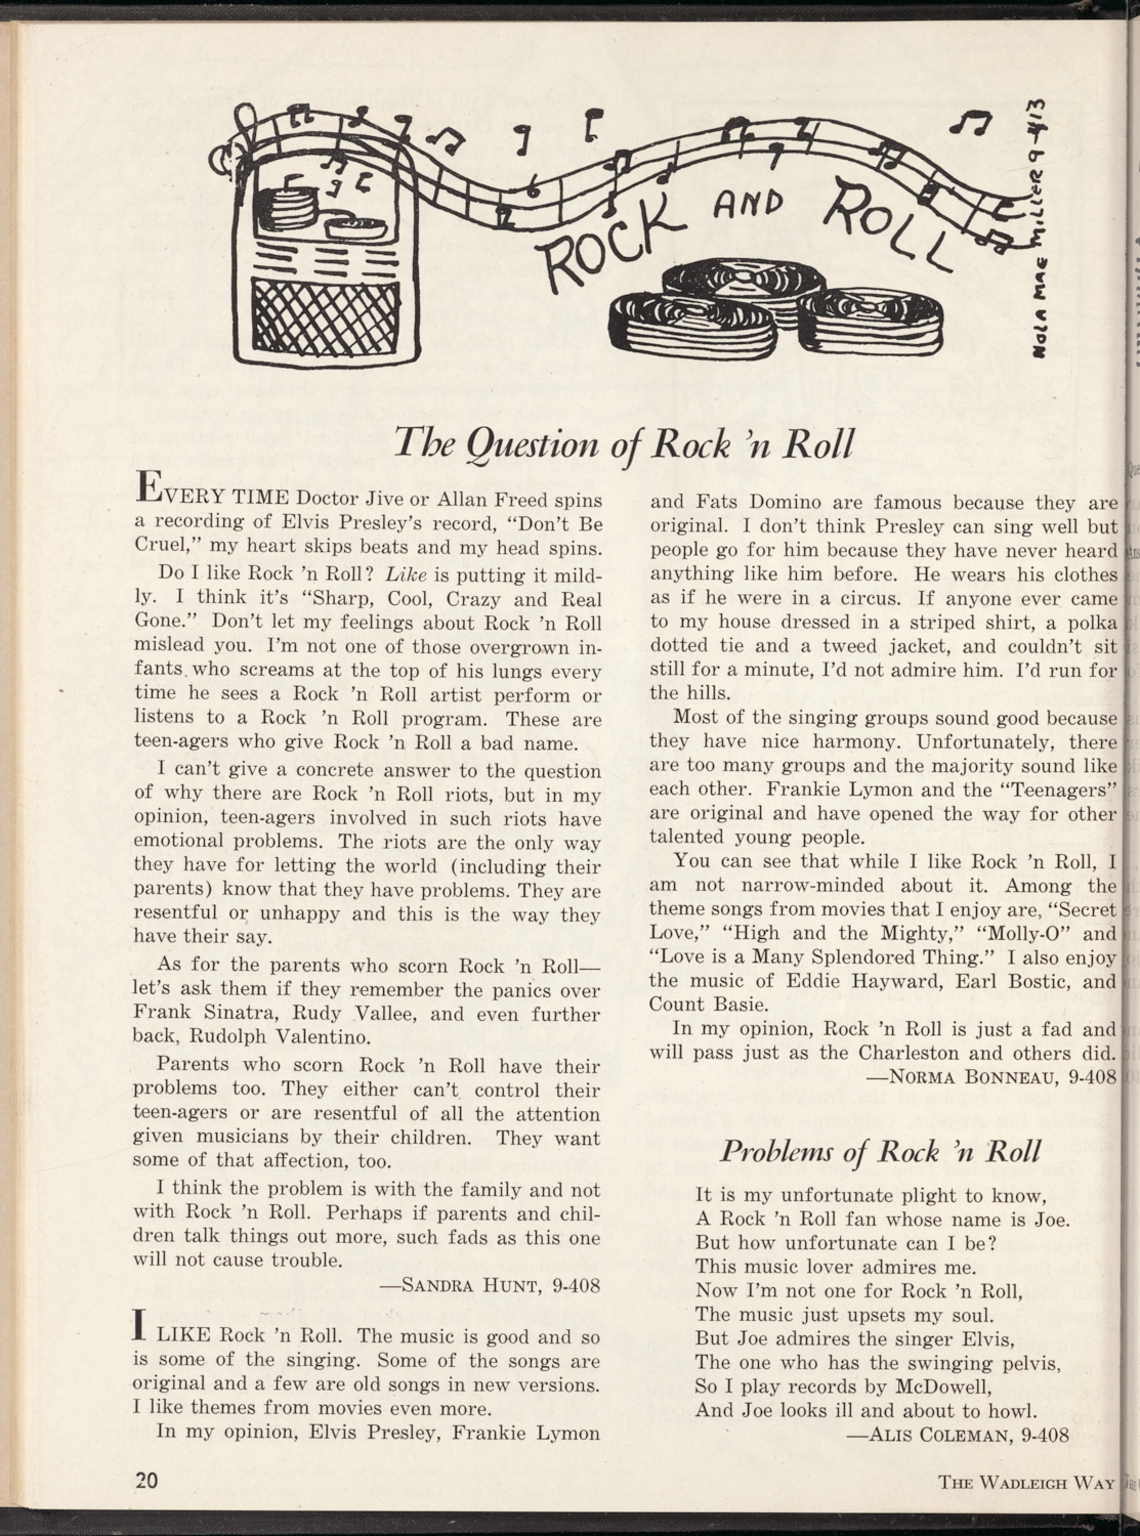 ROCK AND ROLL
NOLA MAE MILLER 9-413
The Question of Rock 'n Roll
EVERY TIME Doctor Jive or Allan Freed spins
a recording of Elvis Presley's record, "Don't Be
Cruel," my heart skips beats and my head spins.
Do I like Rock 'n Roll? Like is putting it mild-
ly. I think it's "Sharp, Cool, Crazy and Real
Gone." Don't let my feelings about Rock 'n Roll
mislead you. I'm not one of those overgrown in-
fants who screams at the top of his lungs every
time he sees a Rock 'n Roll artist perform or
listens to a Rock 'n Roll program. These are
teen-agers who give Rock 'n Roll a bad name.
I can't give a concrete answer to the question
of why there are Rock 'n Roll riots, but in my
opinion, teen-agers involved in such riots have
emotional problems. The riots are the only way
they have for letting the world (including their
parents) know that they have problems. They are
resentful or unhappy and this is the way they
have their say.
As for the parents who scorn Rock 'n Roll—
let's ask them if they remember the panics over
Frank Sinatra, Rudy Vallee, and even further
back, Rudolph Valentino.
Parents who scorn Rock 'n Roll have their
problems too. They either can't control their
teen-agers or are resentful of all the attention
given musicians by their children. They want
some of that affection, too.
I think the problem is with the family and not
with Rock 'n Roll. Perhaps if parents and chil-
dren talk things out more, such fads as this one
will not cause trouble.
—SANDRA HUNT, 9-408
I LIKE Rock 'n Roll. The music is good and so
is some of the singing. Some of the songs are
original and a few are old songs in new versions.
I like themes from movies even more.
In my opinion, Elvis Presley, Frankie Lymon
and Fats Domino are famous because they are
original. I don't think Presley can sing well but
people go for him because they have never heard
anything like him before. He wears his clothes
as if he were in a circus. If anyone ever came
to my house dressed in a striped shirt, a polka
dotted tie and a tweed jacket, and couldn't sit
still for a minute, I'd not admire him. I'd run for
the hills.
Most of the singing groups sound good because
they have nice harmony. Unfortunately, there
are too many groups and the majority sound like
each other. Frankie Lymon and the "Teenagers"
are original and have opened the way for other
talented young people.
You can see that while I like Rock 'n Roll, I
am not narrow-minded about it. Among the
theme songs from movies that I enjoy are, "Secret
Love," "High and the Mighty," "Molly-O" and
"Love is a Many Splendored Thing." I also enjoy
the music of Eddie Hayward, Earl Bostic, and
Count Basie.
In my opinion, Rock 'n Roll is just a fad and
will pass just as the Charleston and others did.
—NORMA BONNEAU, 9-408
Problems of Rock 'n Roll
It is my unfortunate plight to know,
A Rock 'n Roll fan whose name is Joe.
But how unfortunate can I be?
This music lover admires me.
Now I'm not one for Rock 'n Roll,
The music just upsets my soul.
But Joe admires the singer Elvis,
The one who has the swinging pelvis,
So I play records by McDowell,
And Joe looks ill and about to howl.
—ALIS COLEMAN, 9-408
20
THE WADLEIGH WAY